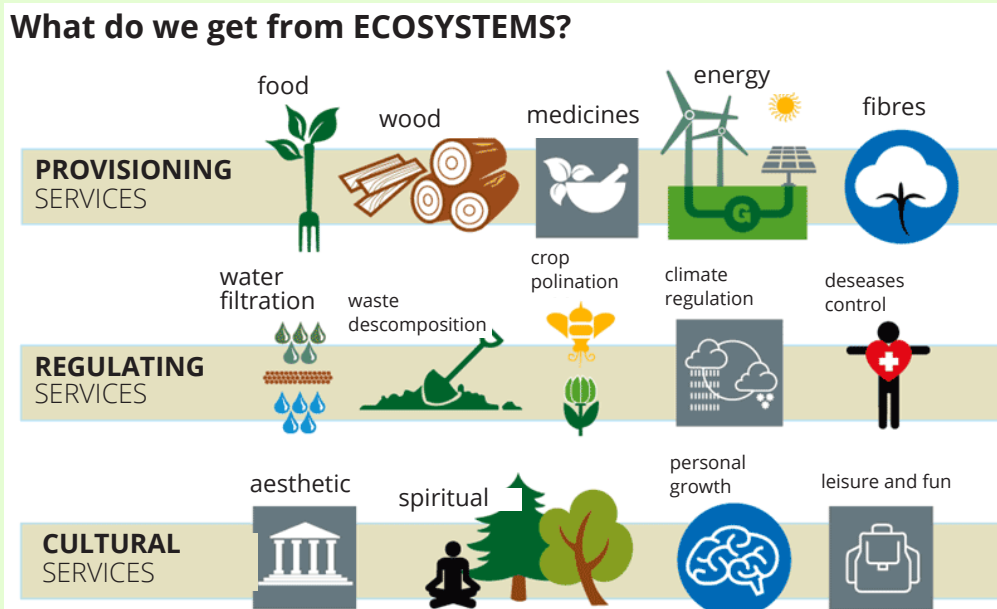 What do we get from ECOSYSTEMS?
food
wood
medicines
energy
fibres
PROVISIONING
SERVICES
G
water
filtration
waste
descomposition
crop
polination
climate
regulation
deseases
control
REGULATING
SERVICES
aesthetic
spiritual
personal
growth
leisure and fun
CULTURAL
SERVICES